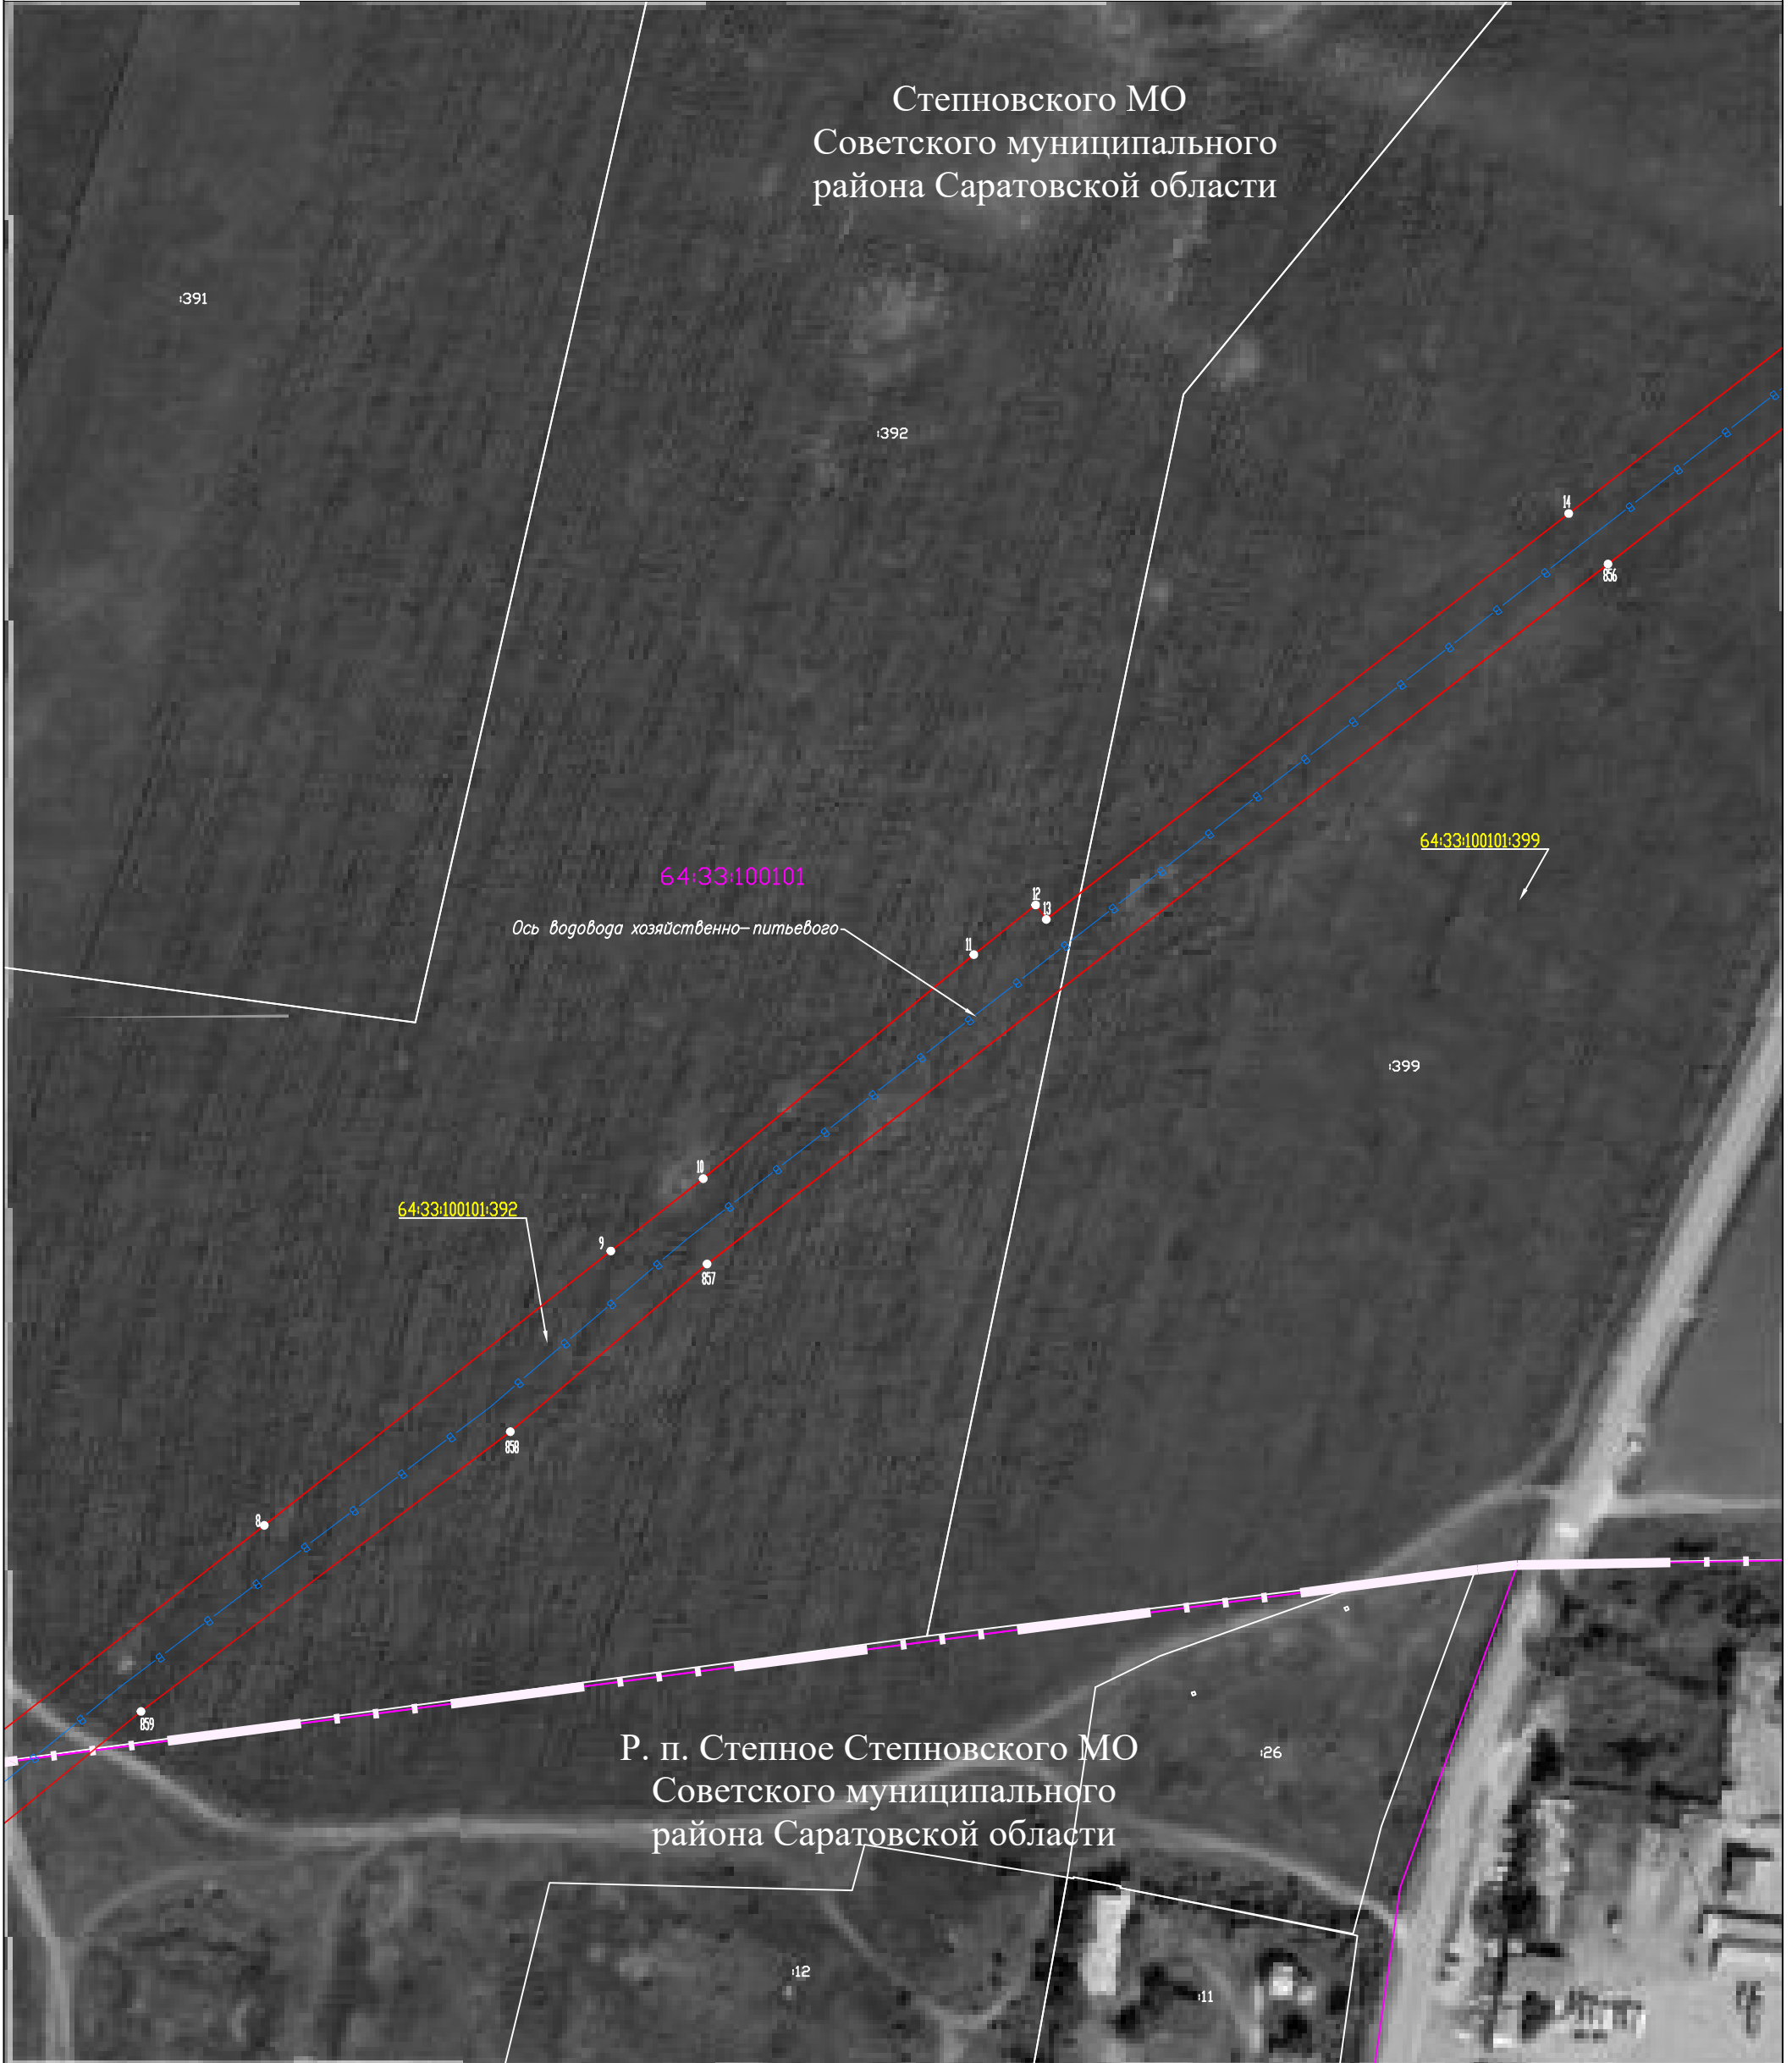 Степновского МО
Советского муниципального
района Саратовской области
:391
:392
14
856
64:33:100101:399
64:33:100101
12
13
Ось водовода хозяйственно-питьевого
11
:399
10
64:33:100101:392
9
857
858
8
859
Р. п. Степное Степновского МО
Советского муниципального
района Саратовской области
:26
:12
:11